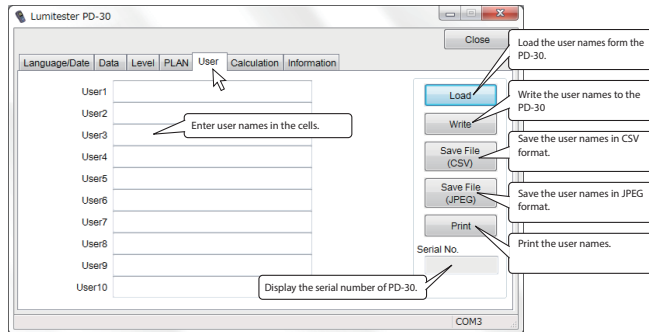 Lumitester PD-30
Close
Language/Date Data Level PLAN User Calculation Information
User1
User2
User3
User4
User5
User6
User7
User8
User9
User10
Enter user names in the cells.
Load
Write
Save File
(CSV)
Save File
(JPEG)
Print
Serial No.
Display the serial number of PD-30.
COM3
Load the user names form the
PD-30.
Write the user names to the
PD-30
Save the user names in CSV
format.
Save the user names in JPEG
format.
Print the user names.